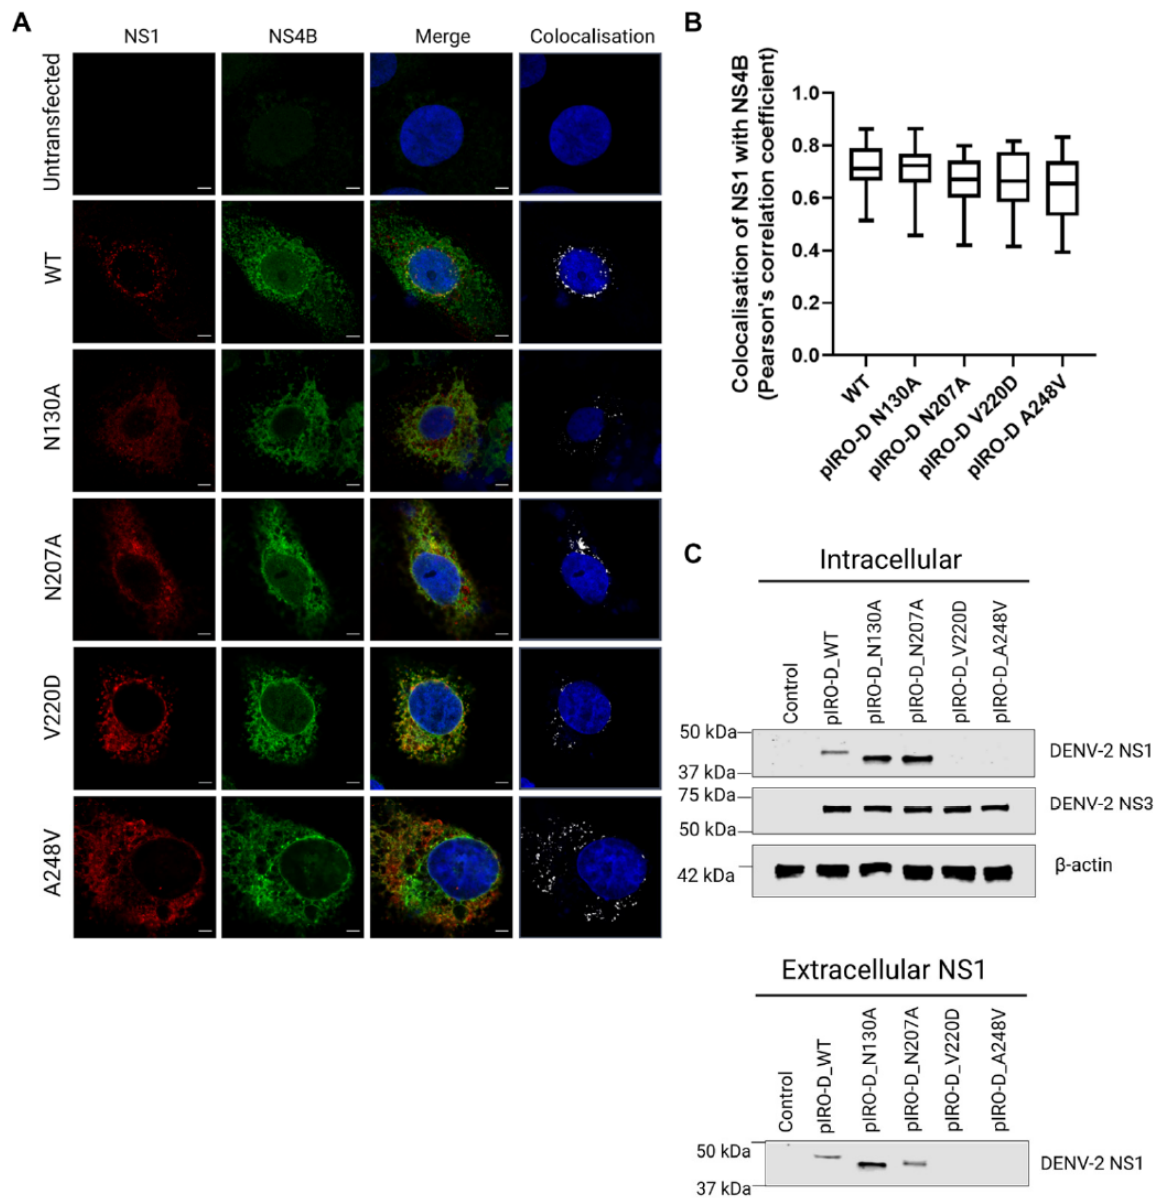 A
NS1 NS4B Merge Colocalisation
Untransfected
WT
N130A
N207A
V220D
A248V
B
Colocalisation of NS1 with NS4B
(Pearson's correlation coefficient)
1.0
0.8
0.6
0.4
0.2
0.0
WT
pIRO-D N130A
pIRO-D N207A
pIRO-D V220D
pIRO-D A248V
C
Intracellular
Control
pIRO-D_WT
pIRO-D_N130A
pIRO-D_N207A
pIRO-D_V220D
pIRO-D_A248V
50 kDa
37 kDa
DENV-2 NS1
75 kDa
50 kDa
DENV-2 NS3
42 kDa
β-actin
Extracellular NS1
Control
pIRO-D_WT
pIRO-D_N130A
pIRO-D_N207A
pIRO-D_V220D
pIRO-D_A248V
50 kDa
37 kDa
DENV-2 NS1